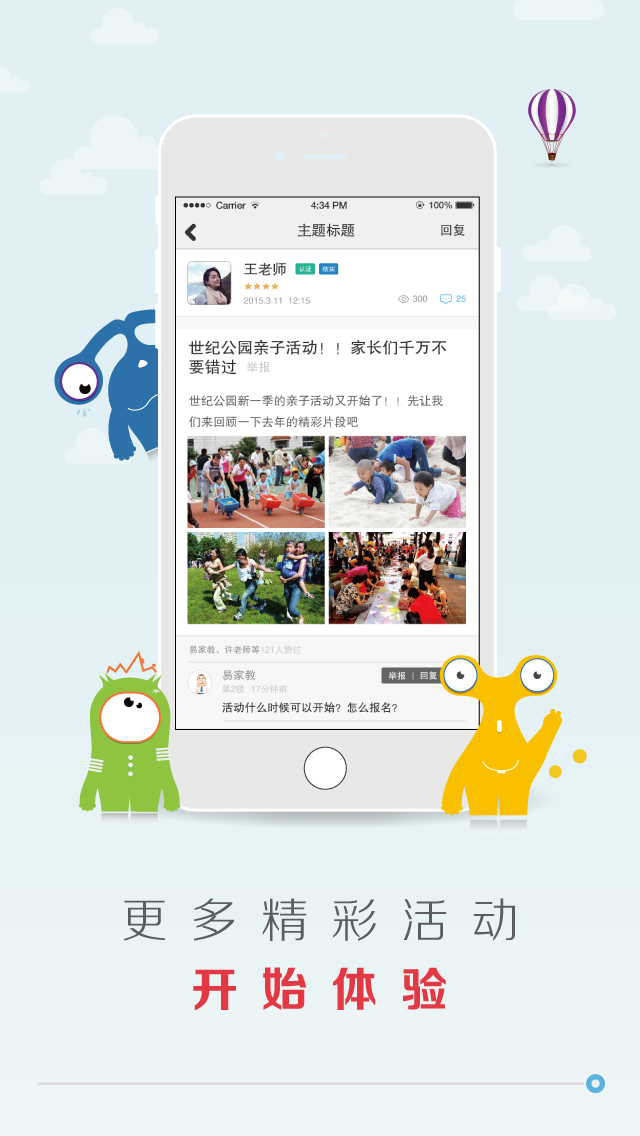 Carrier 4:34 PM 100%
主题标题 回复
王老师 认证 核实
2015.3.11 12:15 300 25
世纪公园亲子活动！！家长们千万不
要错过 举报
世纪公园新一季的亲子活动又开始了！！先让我
们来回顾一下去年的精彩片段吧
易家教、许老师等121人赞过
易家教 举报 | 回复
第2楼 17分钟前
活动什么时候可以开始？怎么报名？
更多精彩活动
开始体验